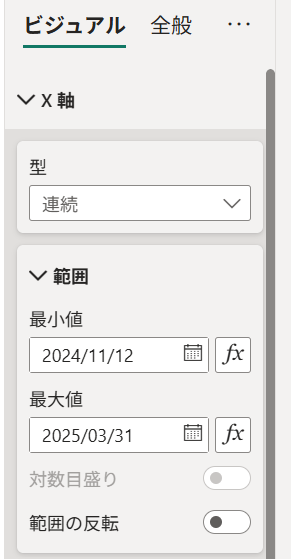 ビジュアル 全般 ...
X 軸
型
連続
範囲
最小値
2024/11/12 fx
最大値
2025/03/31 fx
対数目盛り
範囲の反転